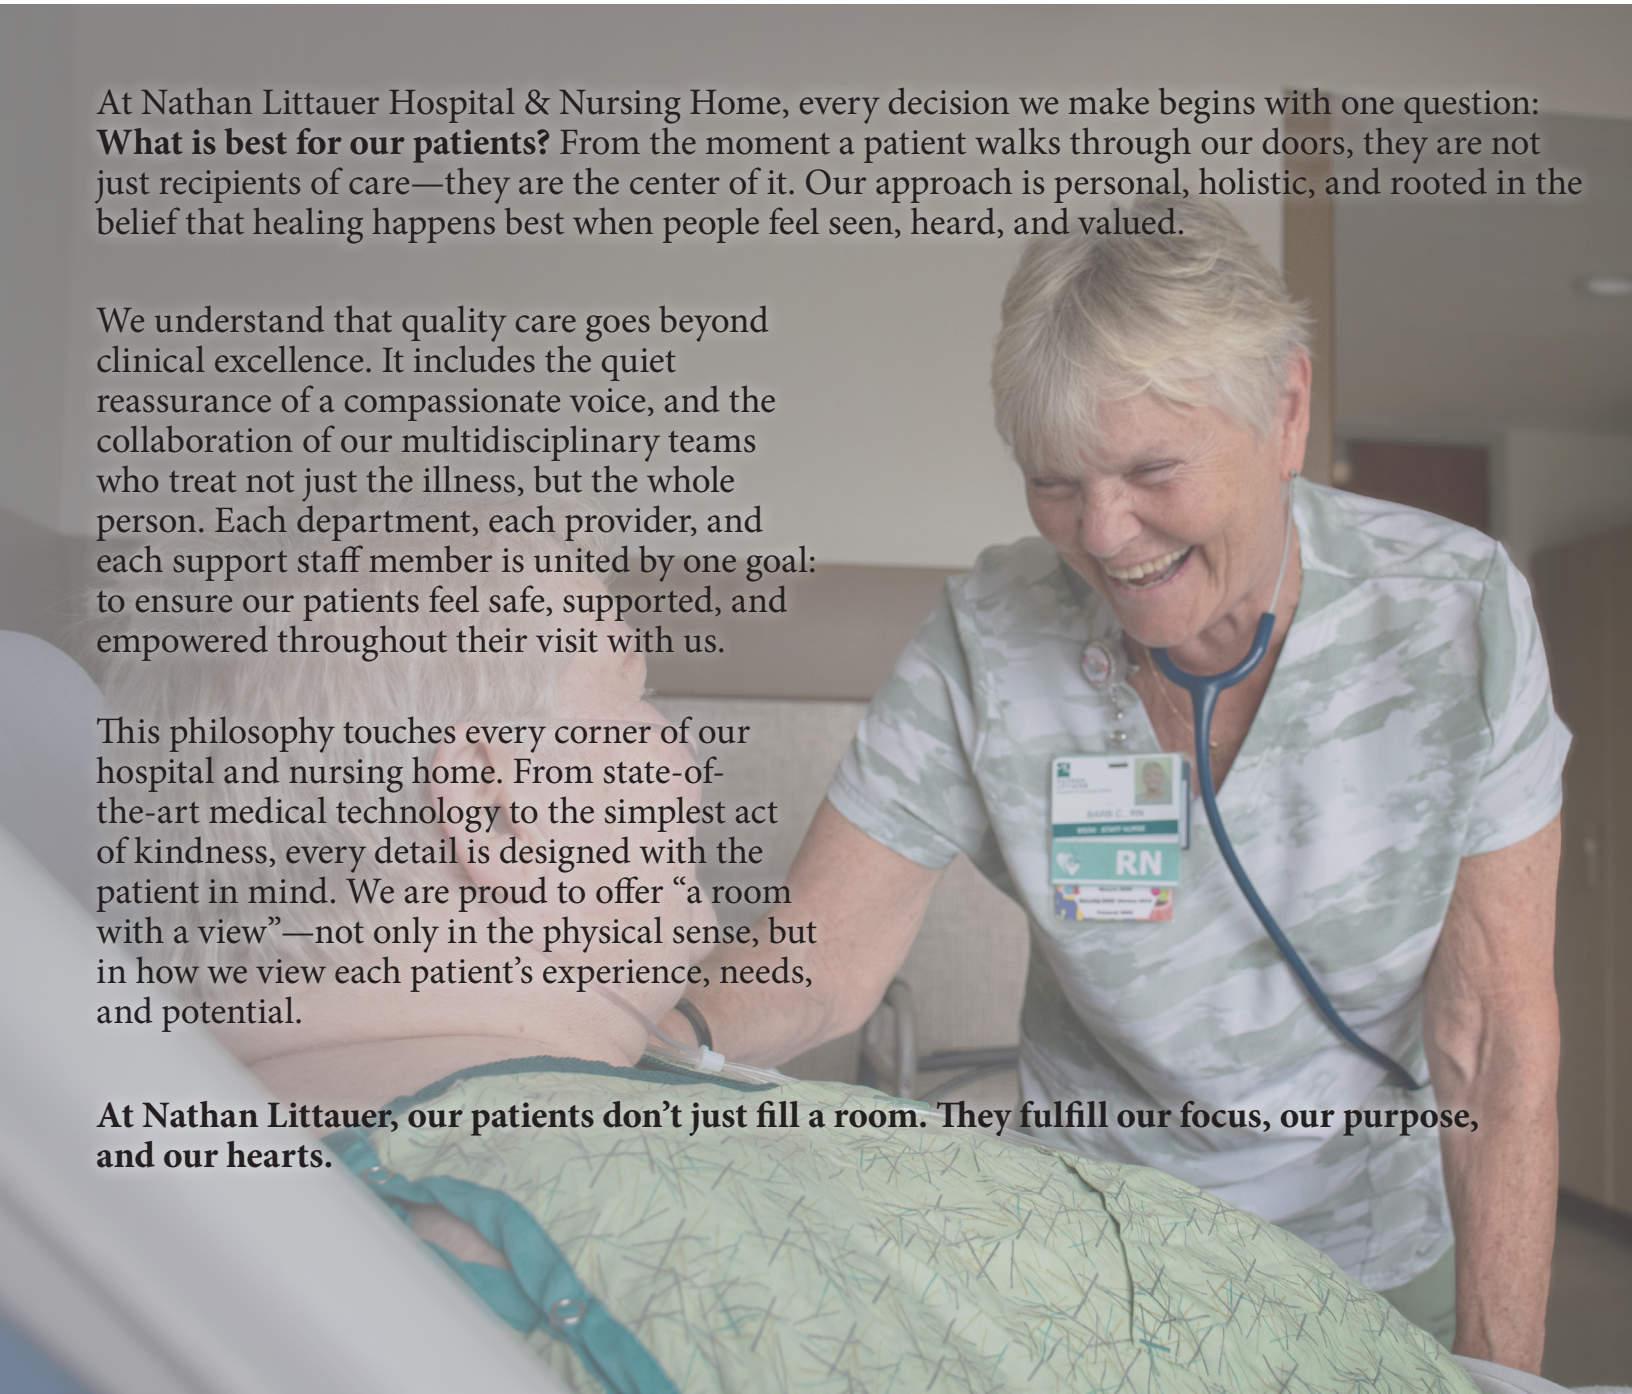 At Nathan Littauer Hospital & Nursing Home, every decision we make begins with one question:
What is best for our patients? From the moment a patient walks through our doors, they are not
just recipients of care—they are the center of it. Our approach is personal, holistic, and rooted in the
belief that healing happens best when people feel seen, heard, and valued.
We understand that quality care goes beyond
clinical excellence. It includes the quiet
reassurance of a compassionate voice, and the
collaboration of our multidisciplinary teams
who treat not just the illness, but the whole
person. Each department, each provider, and
each support staff member is united by one goal:
to ensure our patients feel safe, supported, and
empowered throughout their visit with us.
This philosophy touches every corner of our
hospital and nursing home. From state-of-
the-art medical technology to the simplest act
of kindness, every detail is designed with the
patient in mind. We are proud to offer “a room
with a view”—not only in the physical sense, but
in how we view each patient’s experience, needs,
and potential.
At Nathan Littauer, our patients don’t just fill a room. They fulfill our focus, our purpose,
and our hearts.
BARB C., RN
RN